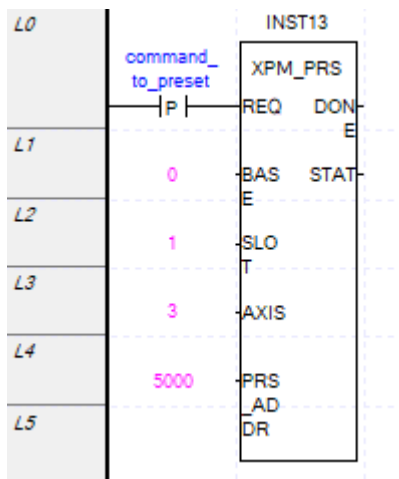 L0
INST13
command_
to_preset
XPM_PRS
P
REQ DON
E
L1
0
BAS STAT
E
L2
1
SLO
T
L3
3
AXIS
L4
5000
PRS
_AD
L5
DR